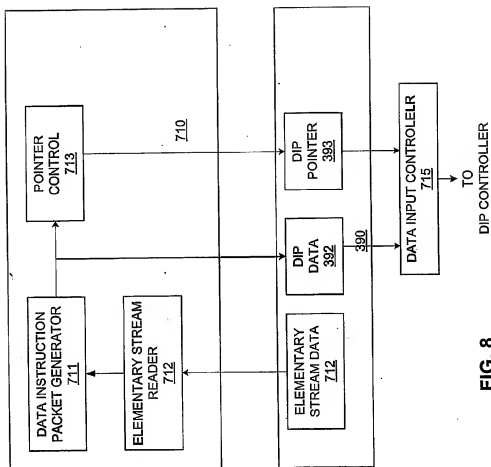 DATA INSTRUCTION
PACKET GENERATOR
711
POINTER
CONTROL
713
ELEMENTARY STREAM
READER
712
710
ELEMENTARY
STREAM DATA
712
DIP
DATA
392
DIP
POINTER
393
390
DATA INPUT CONTROLELR
715
TO
DIP CONTROLLER
FIG. 8